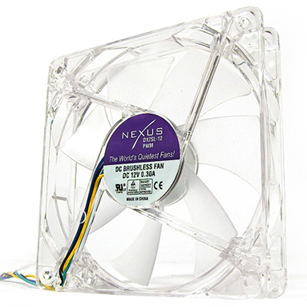 NEXUS
D12SL-12
PWM
The World's Quietest Fans!
DC BRUSHLESS FAN
DC 12V 0.30A
MADE IN CHINA